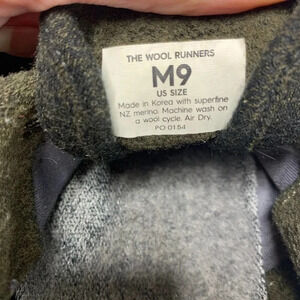 THE WOOL RUNNERS
M9
US SIZE
Made in Korea with superfine
NZ merino. Machine wash on
a wool cycle. Air Dry.
PO 0154